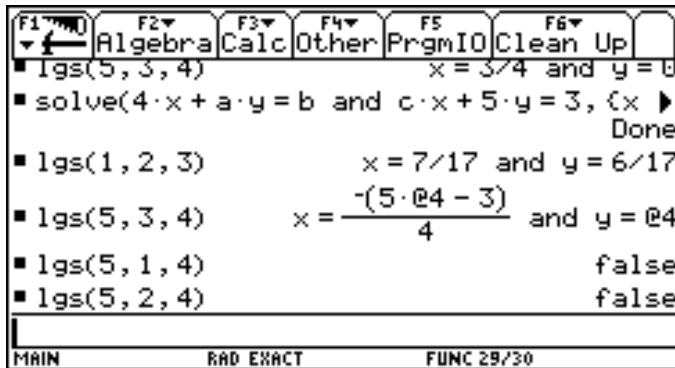 F1 F2 F3 F4 F5 F6
Algebra Calc Other PrgmIO Clean Up
lgs(5,3,4) x = 3/4 and y = 0
solve(4·x + a·y = b and c·x + 5·y = 3, {x
Done
lgs(1,2,3) x = 7/17 and y = 6/17
lgs(5,3,4) x = -(5·@4 - 3)/4 and y = @4
lgs(5,1,4) false
lgs(5,2,4) false
MAIN RAD EXACT FUNC 29/30